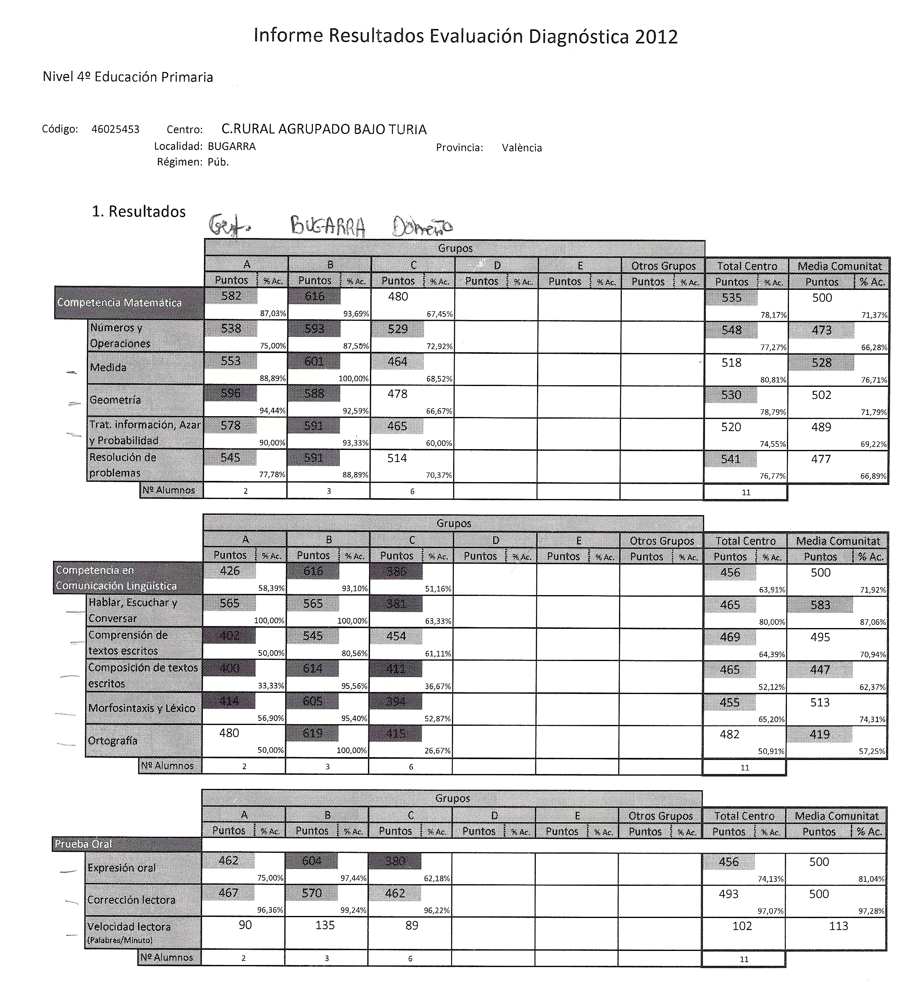 Informe Resultados Evaluación Diagnóstica 2012
Nivel 4º Educación Primaria
Código: 46025453 Centro: C.RURAL AGRUPADO BAJO TURIA
Localidad: BUGARRA Provincia: València
Régimen: Púb.
1. Resultados
BUGARRA Domeño
Grupos
A B C D E Otros Grupos Total Centro Media Comunitat
Puntos % Ac. Puntos % Ac. Puntos % Ac. Puntos % Ac. Puntos % Ac. Puntos % Ac. Puntos % Ac. Puntos % Ac.
Competencia Matemática 582 616 480 535 500
87,03% 93,69% 67,45% 78,17% 71,37%
Números y 538 593 529 548 473
Operaciones 75,00% 87,50% 72,92% 77,27% 66,28%
Medida 553 601 464 518 528
88,89% 100,00% 68,52% 80,81% 76,71%
Geometría 596 588 478 530 502
94,44% 92,59% 66,67% 78,79% 71,79%
Trat. información, Azar 578 591 465 520 489
y Probabilidad 90,00% 93,33% 60,00% 74,55% 69,22%
Resolución de 545 591 514 541 477
problemas 77,78% 88,89% 70,37% 76,77% 66,89%
Nº Alumnos 2 3 6 11
Grupos
A B C D E Otros Grupos Total Centro Media Comunitat
Puntos % Ac. Puntos % Ac. Puntos % Ac. Puntos % Ac. Puntos % Ac. Puntos % Ac. Puntos % Ac. Puntos % Ac.
Competencia en 426 616 386 456 500
Comunicación Lingüística 58,39% 93,10% 51,16% 63,91% 71,92%
Hablar, Escuchar y 565 565 381 465 583
Conversar 100,00% 100,00% 63,33% 80,00% 87,06%
Comprensión de 402 545 454 469 495
textos escritos 50,00% 80,56% 61,11% 64,39% 70,94%
Composición de textos 400 614 411 465 447
escritos 33,33% 95,56% 36,67% 52,12% 62,37%
Morfosintaxis y Léxico 414 605 394 455 513
56,90% 95,40% 52,87% 65,20% 74,31%
Ortografía 480 619 415 482 419
50,00% 100,00% 26,67% 50,91% 57,25%
Nº Alumnos 2 3 6 11
Grupos
A B C D E Otros Grupos Total Centro Media Comunitat
Puntos % Ac. Puntos % Ac. Puntos % Ac. Puntos % Ac. Puntos % Ac. Puntos % Ac. Puntos % Ac. Puntos % Ac.
Prueba Oral
Expresión oral 462 604 380 456 500
75,00% 97,44% 62,18% 74,13% 81,04%
Corrección lectora 467 570 462 493 500
96,36% 99,24% 96,22% 97,07% 97,28%
Velocidad lectora 90 135 89 102 113
(Palabras/Minuto)
Nº Alumnos 2 3 6 11